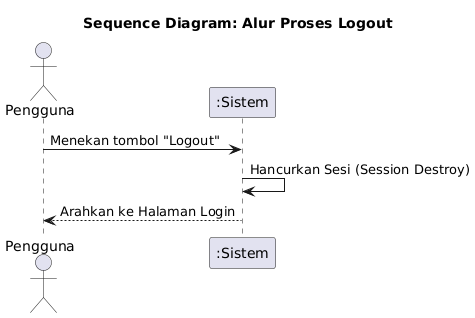 Sequence Diagram: Alur Proses Logout
Pengguna
:Sistem
Menekan tombol "Logout"
Hancurkan Sesi (Session Destroy)
Arahkan ke Halaman Login
Pengguna
:Sistem